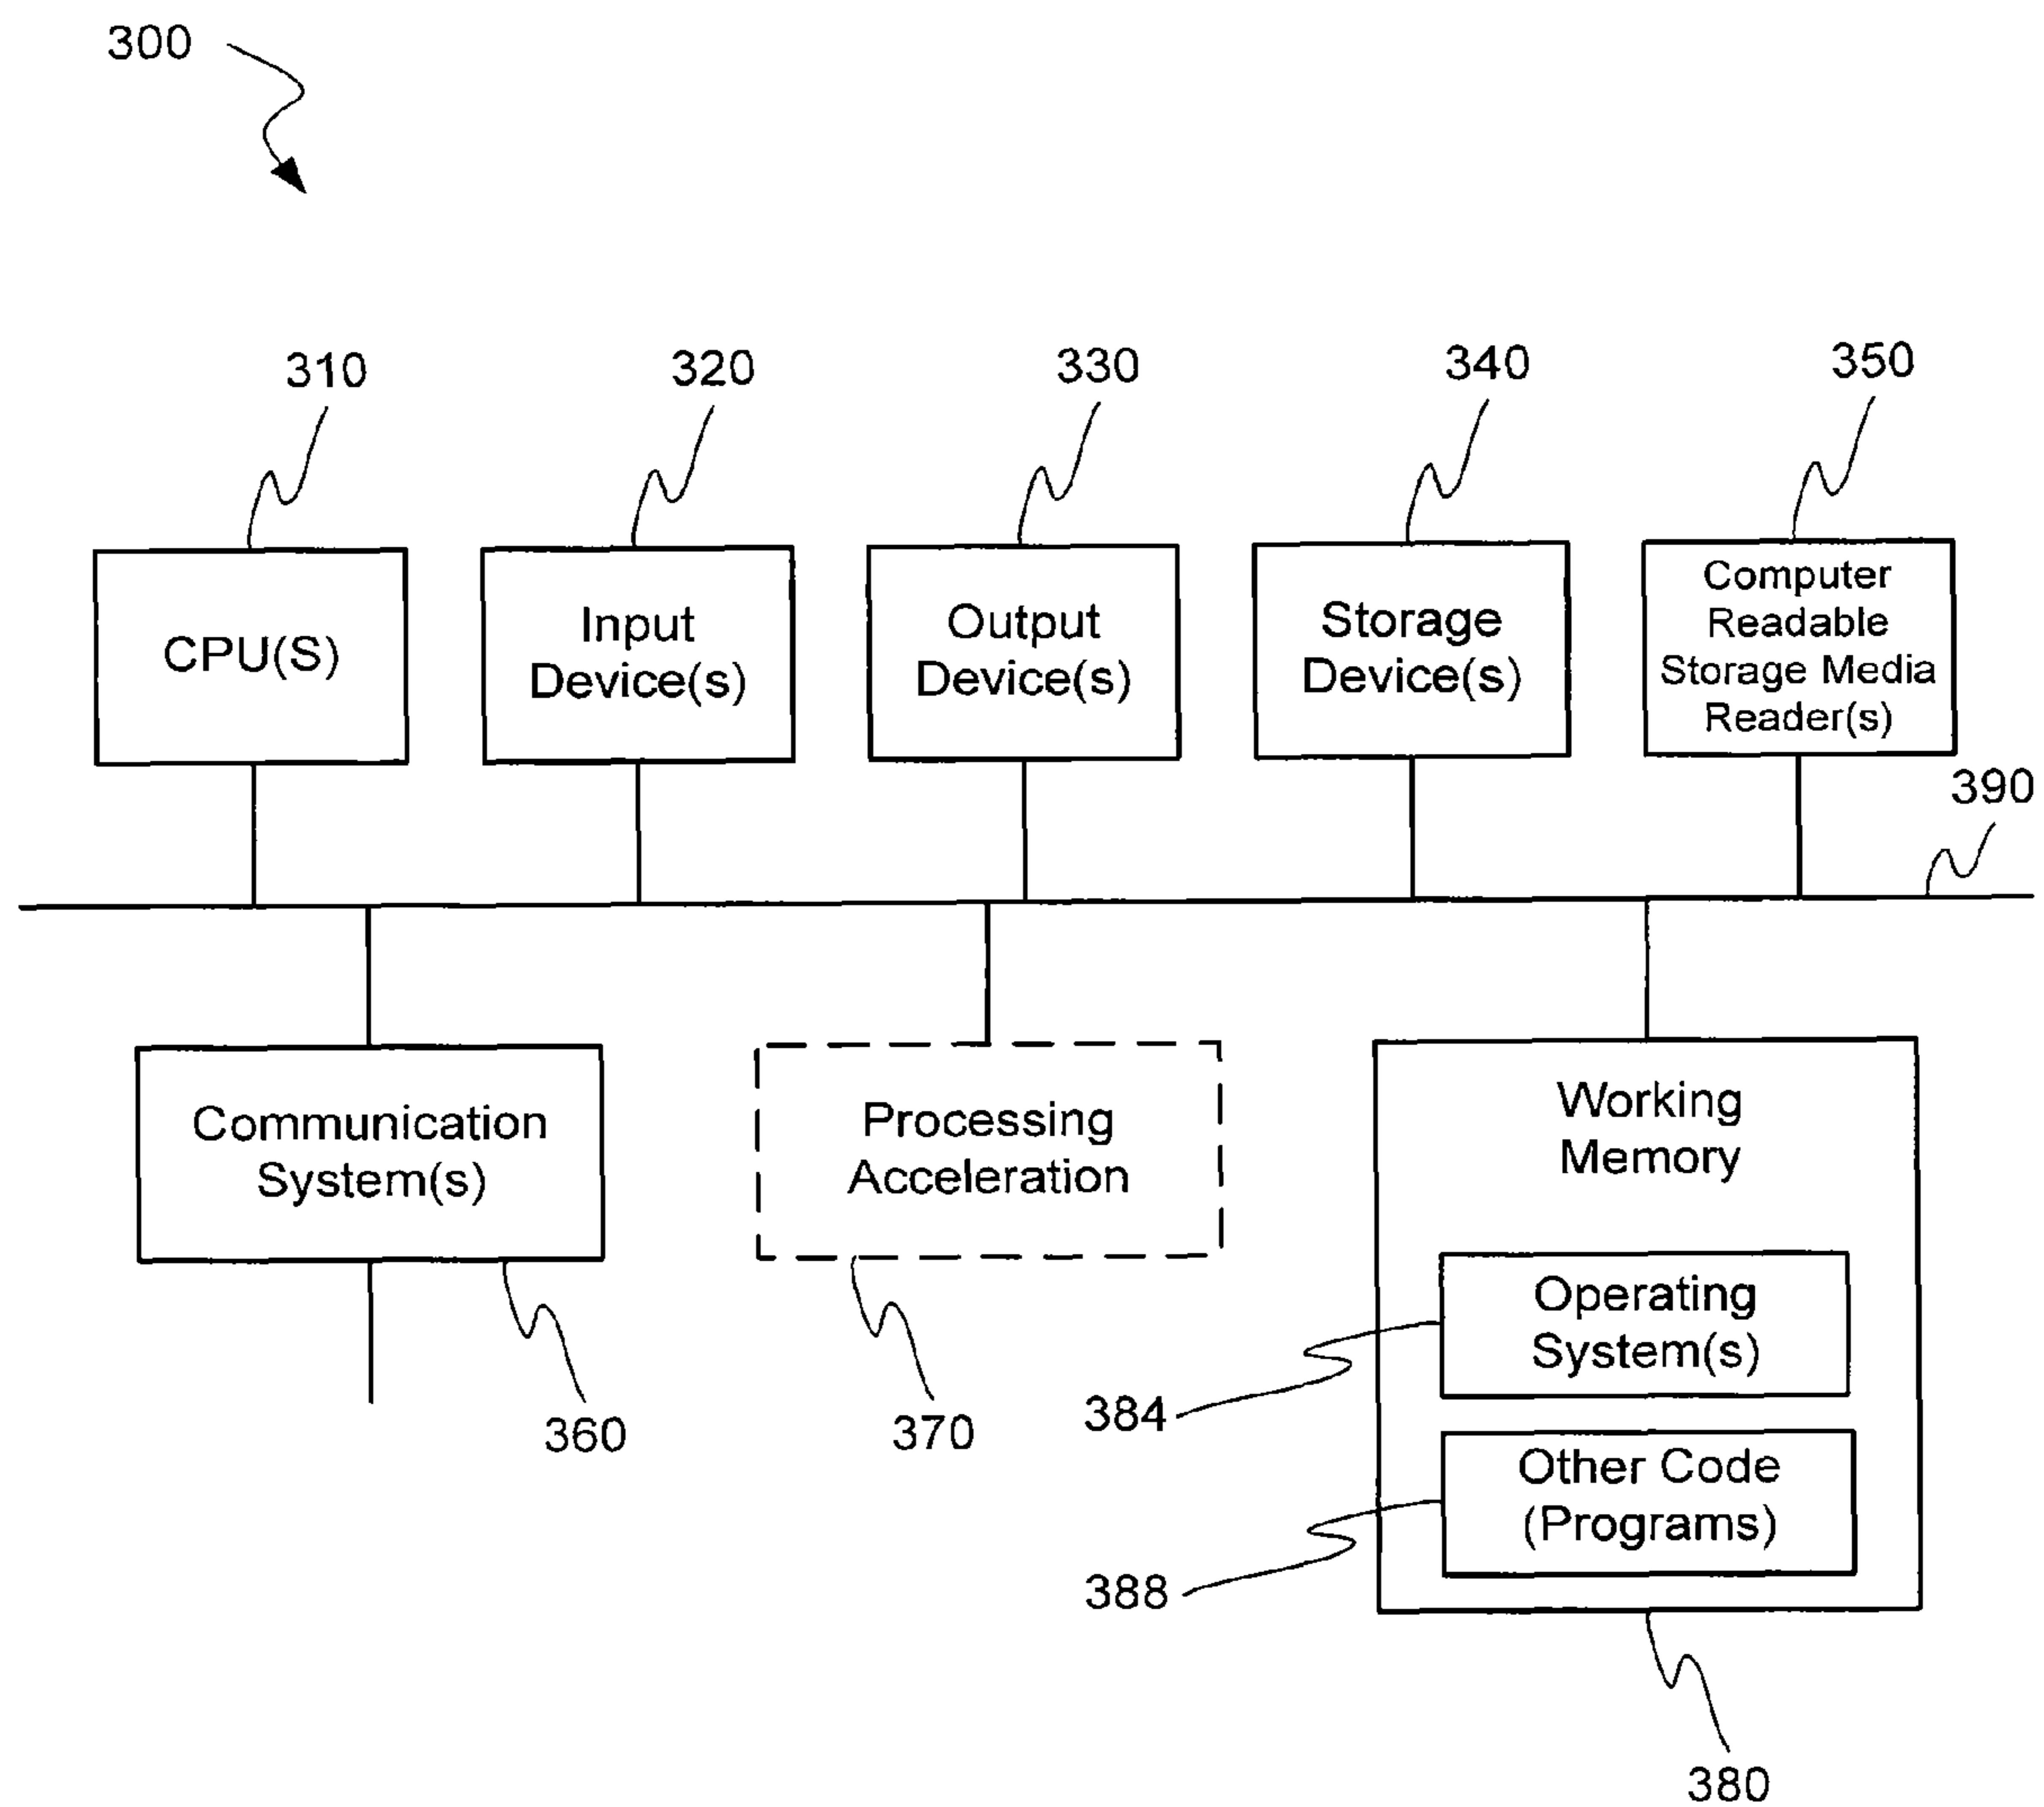 300
310
320
330
340
350
CPU(S)
Input
Device(s)
Output
Device(s)
Storage
Device(s)
Computer
Readable
Storage Media
Reader(s)
390
Communication
System(s)
Processing
Acceleration
Working
Memory
Operating
System(s)
Other Code
(Programs)
360
370
384
388
380